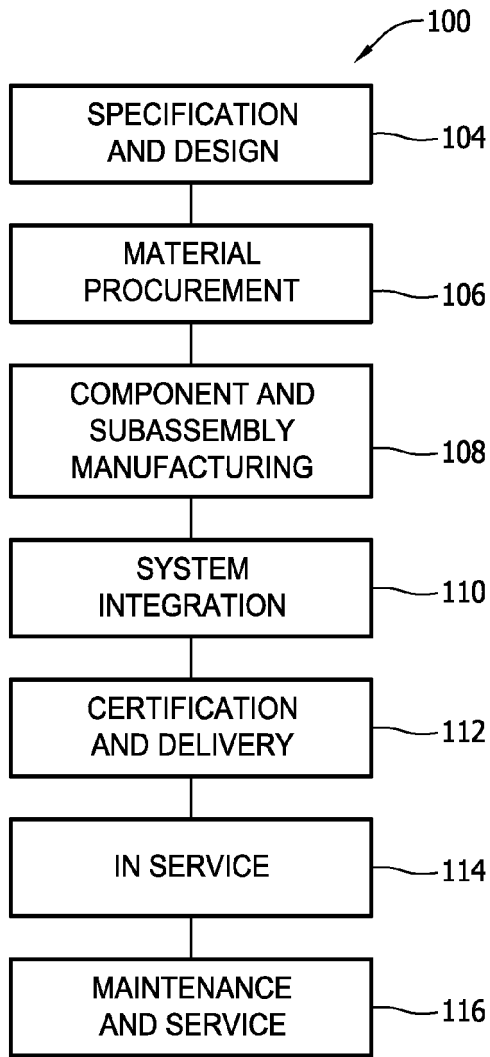 100
SPECIFICATION
AND DESIGN
104
MATERIAL
PROCUREMENT
106
COMPONENT AND
SUBASSEMBLY
MANUFACTURING
108
SYSTEM
INTEGRATION
110
CERTIFICATION
AND DELIVERY
112
IN SERVICE
114
MAINTENANCE
AND SERVICE
116